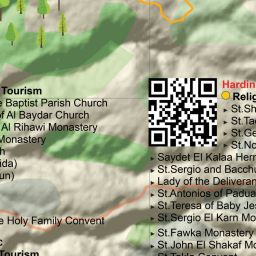 Tourism
Baptist Parish Church
of Al Baydar Church
Al Rihawi Monastery
Monastery
Holy Family Convent
Tourism
Hardin
Relig
St.Sh
St.Ta
St.Ge
St.No
Saydet El Kalaa Herm
St.Sergio and Bacchu
Lady of the Deliveran
St.Antonios of Padua
St.Teresa of Baby Jes
St.Sergio El Karn Mo
St.Fawka Monastery
St.John El Shakaf Mo